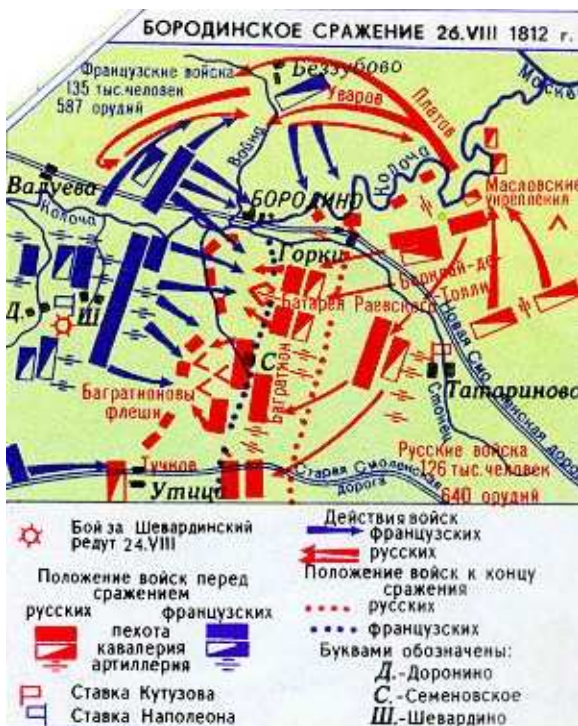 БОРОДИНСКОЕ СРАЖЕНИЕ 26.VIII 1812 г.
Французские войска
135 тыс.человек
587 орудий
Беззубово
Уваров
Платов
Москва
Война
Колоча
Валуева
Колоча
БОРОДИНО
Масловские
укрепления
Горки
Барклай-де-
Толли
Батарея Раевского
Д.
Ш
С.
Багратион
Багратионовы
флеши
Новая Смоленская дорога
Татариново
Стонец
Русские войска
126 тыс.человек
640 орудий
Тучков
Утица
Старая Смоленская
дорога
Бой за Шевардинский
редут 24.VIII
Положение войск перед
сражением
русских французских
пехота
кавалерия
артиллерия
Ставка Кутузова
Ставка Наполеона
Действия войск
французских
русских
Положение войск к концу
сражения
русских
французских
Буквами обозначены:
Д.-Доронино
С.-Семеновское
Ш.-Шевардино